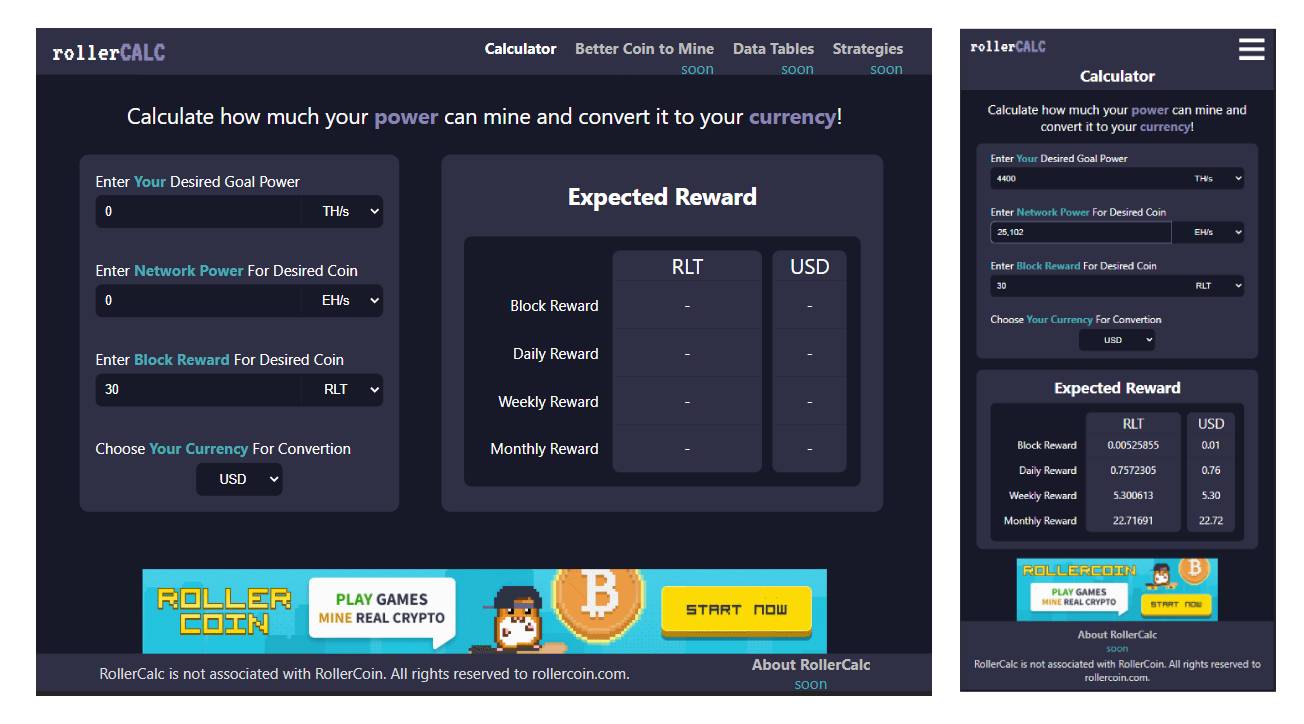 rollerCALC
Calculator Better Coin to Mine Data Tables Strategies
soon soon soon
Calculate how much your power can mine and convert it to your currency!
Enter Your Desired Goal Power
0 TH/s
Enter Network Power For Desired Coin
0 EH/s
Enter Block Reward For Desired Coin
30 RLT
Choose Your Currency For Convertion
USD
Expected Reward
RLT USD
Block Reward - -
Daily Reward - -
Weekly Reward - -
Monthly Reward - -
ROLLER
COIN
PLAY GAMES
MINE REAL CRYPTO
START NOW
RollerCalc is not associated with RollerCoin. All rights reserved to rollercoin.com.
About RollerCalc
soon
rollerCALC
Calculator
Calculate how much your power can mine and
convert it to your currency!
Enter Your Desired Goal Power
4400 TH/s
Enter Network Power For Desired Coin
25,102 EH/s
Enter Block Reward For Desired Coin
30 RLT
Choose Your Currency For Convertion
USD
Expected Reward
RLT USD
Block Reward 0.00525855 0.01
Daily Reward 0.7572305 0.76
Weekly Reward 5.300613 5.30
Monthly Reward 22.71691 22.72
ROLLERCOIN
PLAY GAMES
MINE REAL CRYPTO
START NOW
About RollerCalc
soon
RollerCalc is not associated with RollerCoin. All rights reserved to
rollercoin.com.